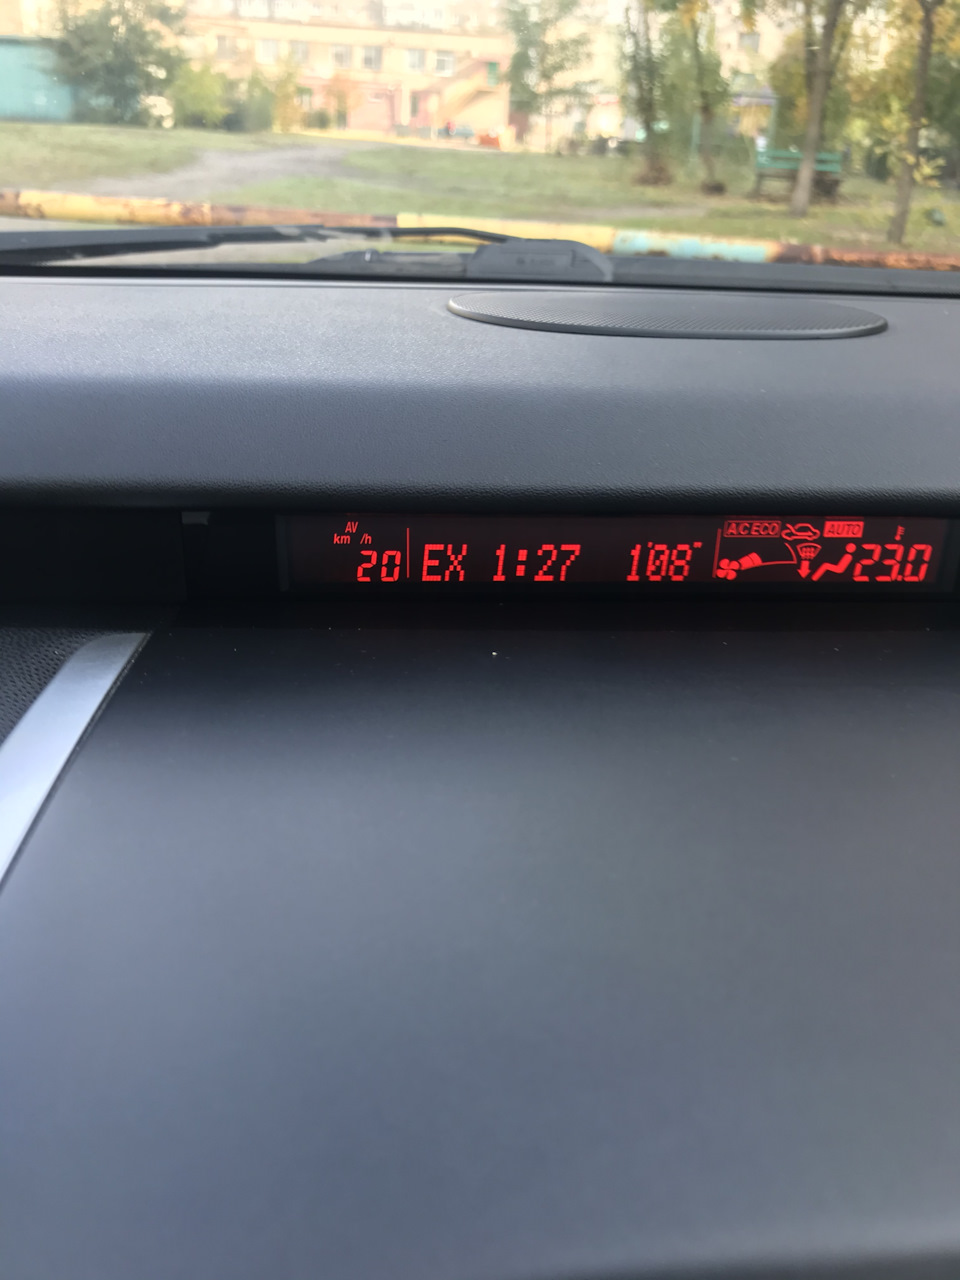 AV
km/h
20
EX 1:27 1'08"
A/C ECO AUTO
23.0